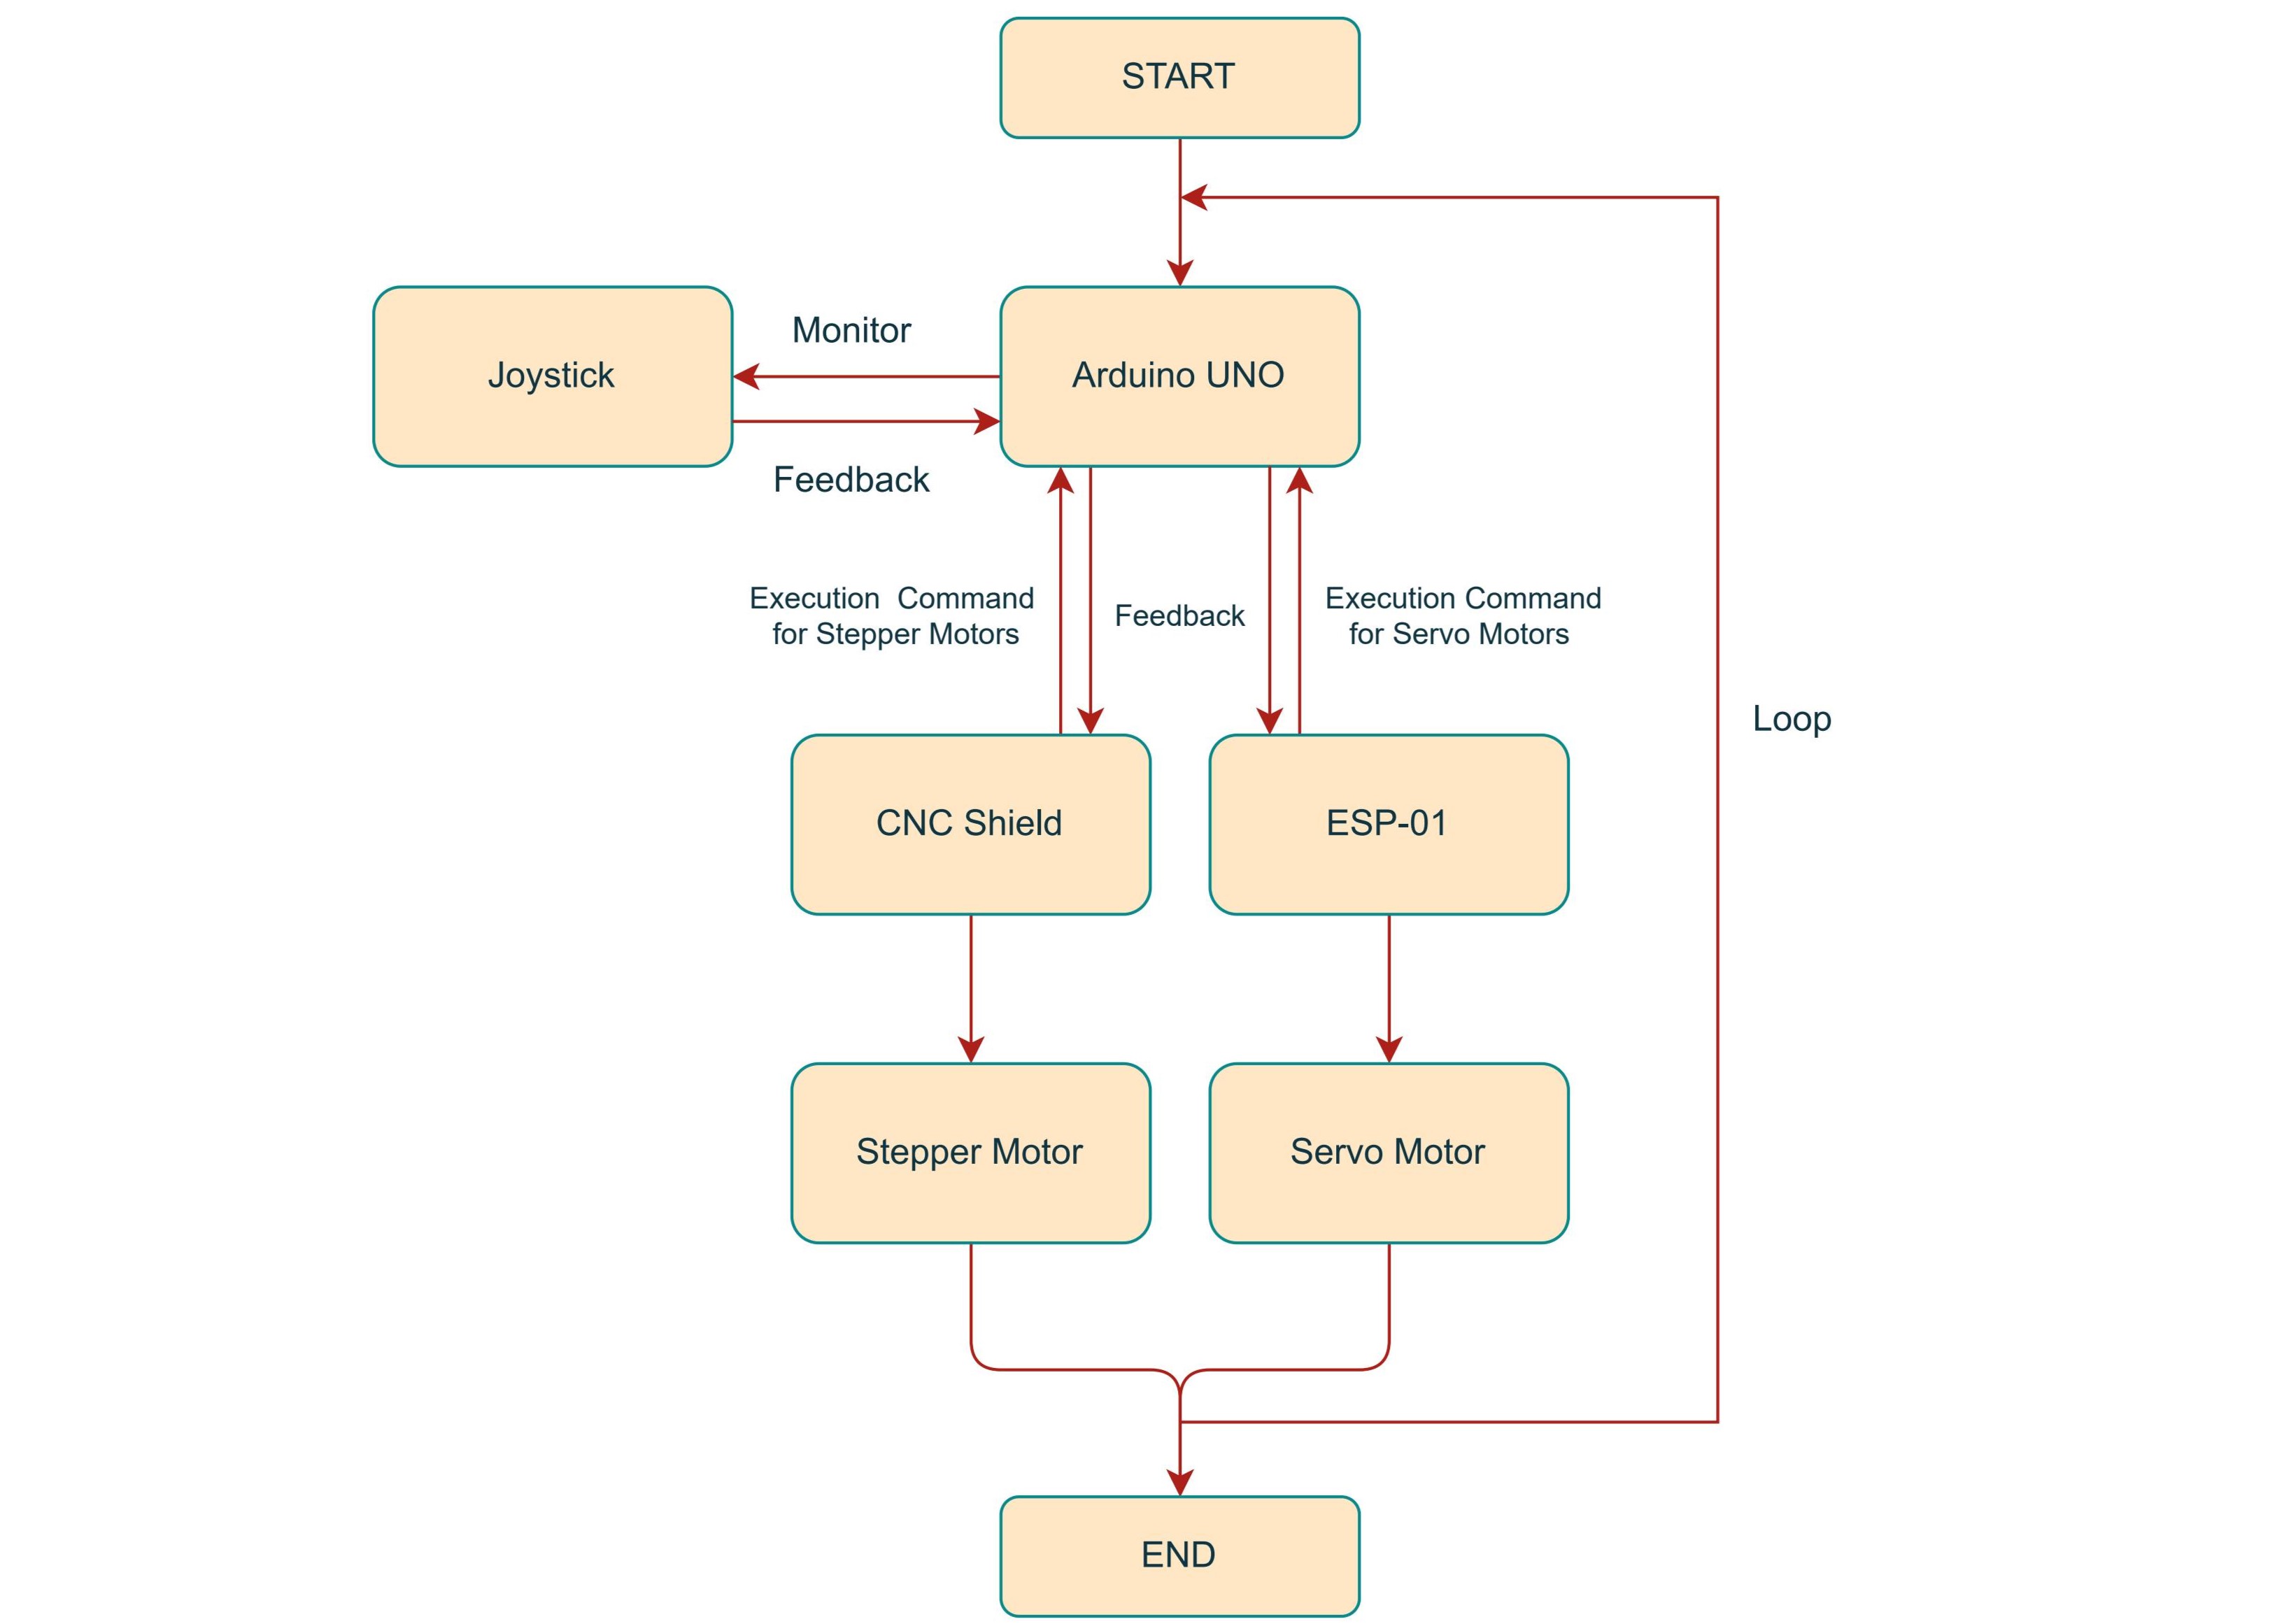 START
Monitor
Joystick
Arduino UNO
Feedback
Execution  Command
for Stepper Motors
Feedback
Execution Command
for Servo Motors
Loop
CNC Shield
ESP-01
Stepper Motor
Servo Motor
END